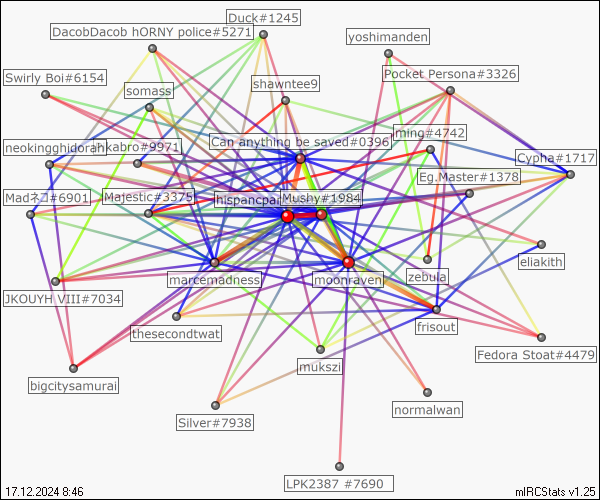 Duck#1245
DacobDacob hORNY police#5271
yoshimanden
Pocket Persona#3326
Swirly Boi#6154
shawntee9
somass
ming#4742
Can anything be saved#0396
neokingghidorah
hkabro#9971
Cypha#1717
Eg.Master#1378
Madネコ#6901
Majestic#3375
hispancpa
Mushy#1984
eliakith
marcemadness
moonraven
zebula
JKOUYH VIII#7034
thesecondtwat
frisout
Fedora Stoat#4479
mukszi
bigcitysamurai
normalwan
Silver#7938
LPK2387 #7690
17.12.2024 8:46
mIRCStats v1.25